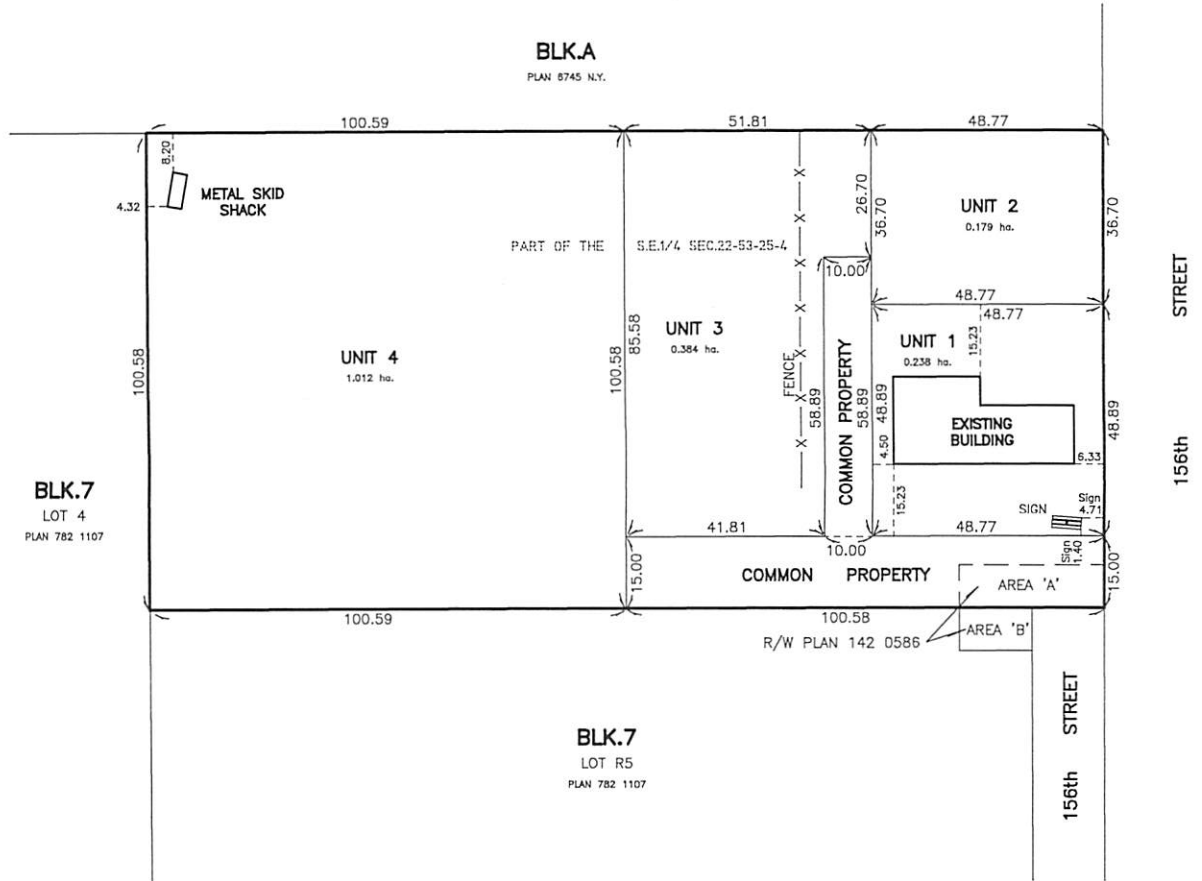 BLK.A
PLAN 8745 N.Y.
100.59
51.81
48.77
8.20
4.32
METAL SKID
SHACK
26.70
36.70
UNIT 2
0.179 ha.
36.70
PART OF THE S.E.1/4 SEC.22-53-25-4
10.00
48.77
48.77
STREET
156th
UNIT 3
0.384 ha.
85.58
100.58
UNIT 4
1.012 ha.
100.58
FENCE
58.89
COMMON PROPERTY
58.89
48.89
UNIT 1
0.238 ha.
15.23
EXISTING
BUILDING
48.89
4.50
6.33
15.23
SIGN
Sign
4.71
BLK.7
LOT 4
PLAN 782 1107
41.81
10.00
48.77
Sign
1.40
15.00
COMMON PROPERTY
AREA 'A'
15.00
100.59
100.58
R/W PLAN 142 0586
AREA 'B'
BLK.7
LOT R5
PLAN 782 1107
156th STREET